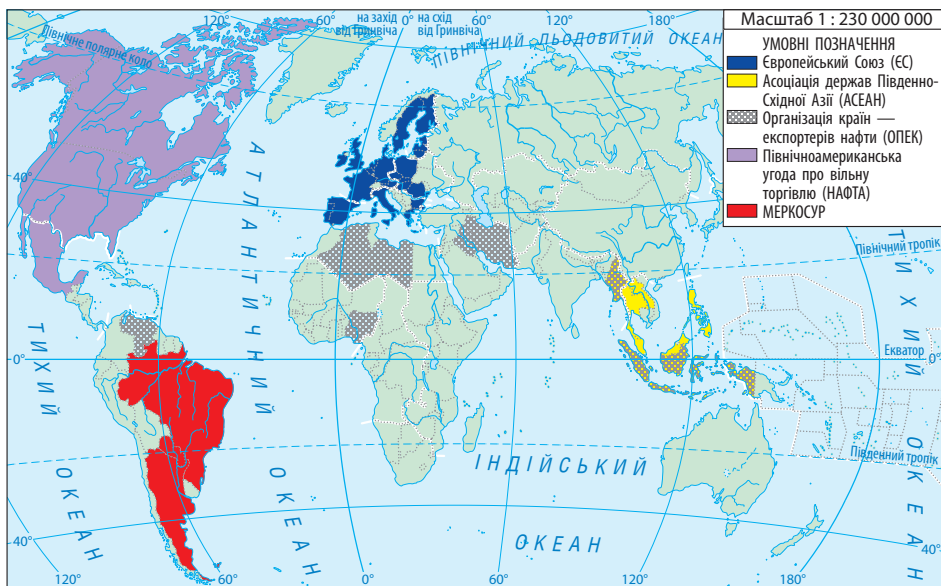 120°
60°
на захід
від Гринвіча
0°
на схід
від Гринвіча
60°
120°
180°
Масштаб 1 : 230 000 000
УМОВНІ ПОЗНАЧЕННЯ
Європейський Союз (ЄС)
Асоціація держав Південно-
Східної Азії (АСЕАН)
Організація країн —
експортерів нафти (ОПЕК)
Північноамериканська
угода про вільну
торгівлю (НАФТА)
МЕРКОСУР
Північне полярне коло
ПІВНІЧНИЙ ЛЬОДОВИТИЙ ОКЕАН
40°
40°
АТЛАНТИЧНИЙ
ОКЕАН
ТИХИЙ
ОКЕАН
ТИХИЙ
ОКЕАН
Північний тропік
Екватор
0°
0°
Південний тропік
ІНДІЙСЬКИЙ
ОКЕАН
40°
40°
120°
60°
0°
60°
120°
180°